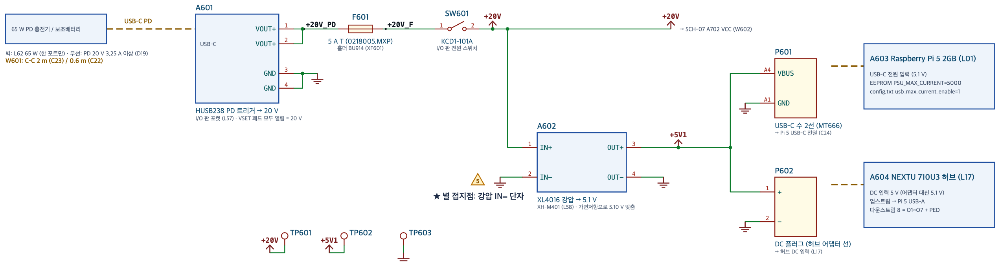 65 W PD 충전기 / 보조배터리
USB-C PD
벽: L62 65 W (한 포트만) · 무선: PD 20 V 3.25 A 이상 (D19)
W601: C-C 2 m (C23) / 0.6 m (C22)
A601
USB-C
VOUT+
1
VOUT+
2
GND
3
GND
4
HUSB238 PD 트리거 → 20 V
I/O 판 포켓 (L57) · VSET 패드 모두 열림 = 20 V
+20V_PD
F601
5 A T (0218005.MXP)
홀더 BU914 (XF601)
+20V_F
SW601
1
2
KCD1-101A
I/O 판 전원 스위치
+20V
+20V
→ SCH-07 A702 VCC (W602)
A602
1
IN+
2
IN−
OUT+
3
OUT−
4
XL4016 강압 → 5.1 V
XH-M401 (L58) · 가변저항으로 5.10 V 맞춤
5
★ 별 접지점: 강압 IN− 단자
+5V1
P601
A4
VBUS
A1
GND
USB-C 수 2선 (MT666)
→ Pi 5 USB-C 전원 (C24)
A603 Raspberry Pi 5 2GB (L01)
USB-C 전원 입력 (5.1 V)
EEPROM PSU_MAX_CURRENT=5000
config.txt usb_max_current_enable=1
P602
1
+
2
−
DC 플러그 (허브 어댑터 선)
→ 허브 DC 입력 (L17)
A604 NEXTU 710U3 허브 (L17)
DC 입력 5 V (어댑터 대신 5.1 V)
업스트림 → Pi 5 USB-A
다운스트림 8 = O1~O7 + PED
+20V
TP601
+5V1
TP602
TP603